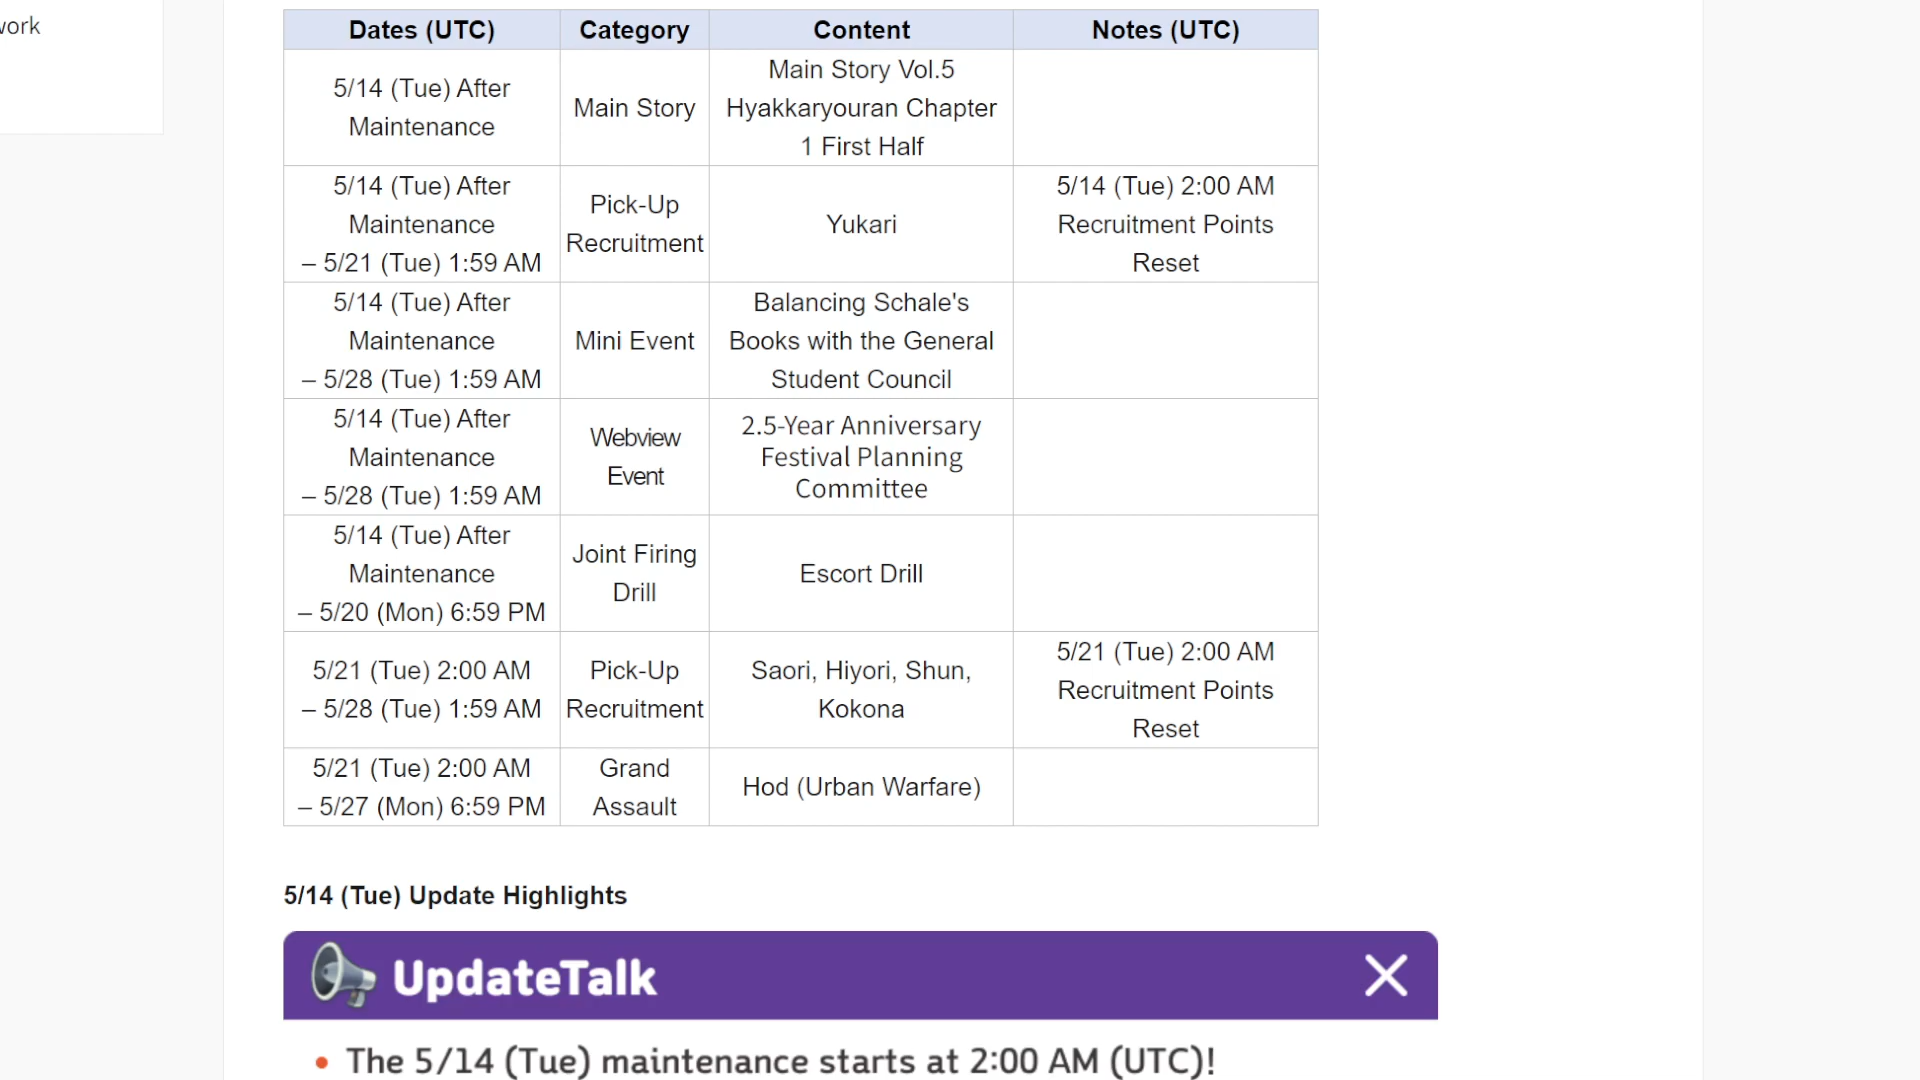 work
Dates (UTC) Category Content Notes (UTC)
5/14 (Tue) After
Maintenance
Main Story
Main Story Vol.5
Hyakkaryouran Chapter
1 First Half
5/14 (Tue) After
Maintenance
– 5/21 (Tue) 1:59 AM
Pick-Up
Recruitment
Yukari
5/14 (Tue) 2:00 AM
Recruitment Points
Reset
5/14 (Tue) After
Maintenance
– 5/28 (Tue) 1:59 AM
Mini Event
Balancing Schale's
Books with the General
Student Council
5/14 (Tue) After
Maintenance
– 5/28 (Tue) 1:59 AM
Webview
Event
2.5-Year Anniversary
Festival Planning
Committee
5/14 (Tue) After
Maintenance
– 5/20 (Mon) 6:59 PM
Joint Firing
Drill
Escort Drill
5/21 (Tue) 2:00 AM
– 5/28 (Tue) 1:59 AM
Pick-Up
Recruitment
Saori, Hiyori, Shun,
Kokona
5/21 (Tue) 2:00 AM
Recruitment Points
Reset
5/21 (Tue) 2:00 AM
– 5/27 (Mon) 6:59 PM
Grand
Assault
Hod (Urban Warfare)
5/14 (Tue) Update Highlights
UpdateTalk
• The 5/14 (Tue) maintenance starts at 2:00 AM (UTC)!